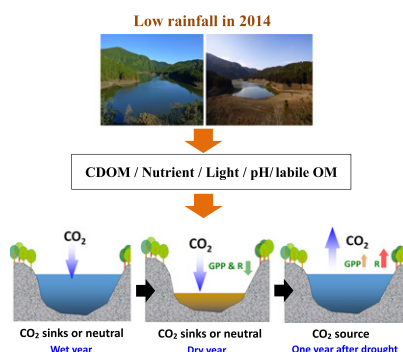 Low rainfall in 2014
CDOM / Nutrient / Light / pH/ labile OM
CO2
CO2
GPP & R
CO2
GPP R
CO2 sinks or neutral
CO2 sinks or neutral
CO2 source
Wet year
Dry year
One year after drought